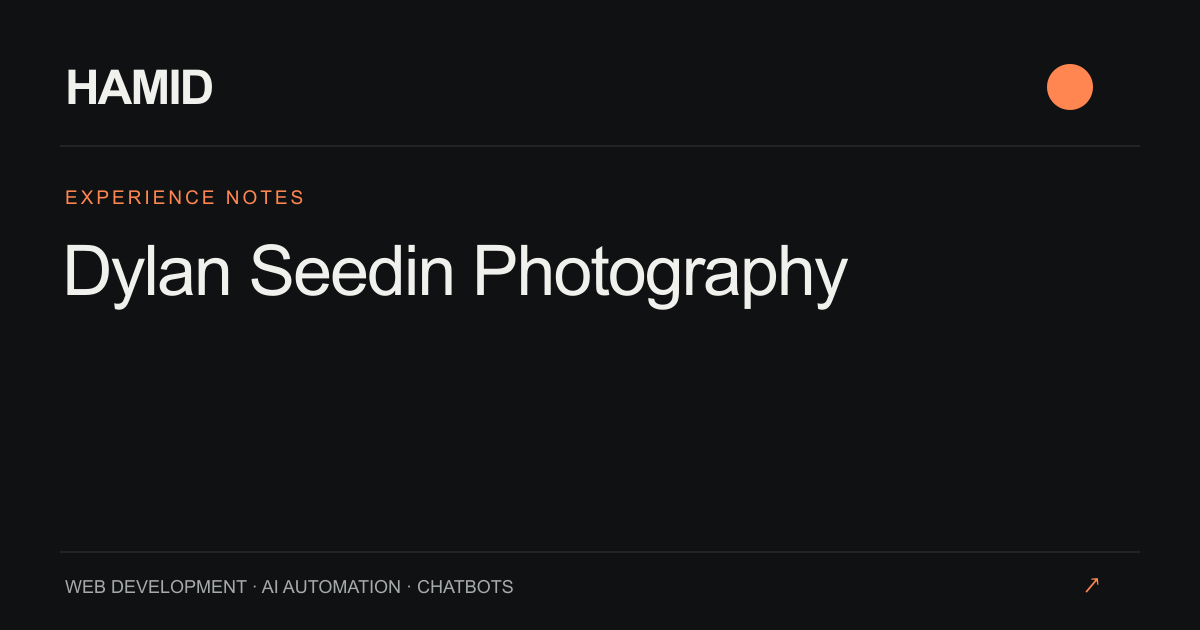 HAMID
EXPERIENCE NOTES
Dylan Seedin Photography
WEB DEVELOPMENT · AI AUTOMATION · CHATBOTS ↗